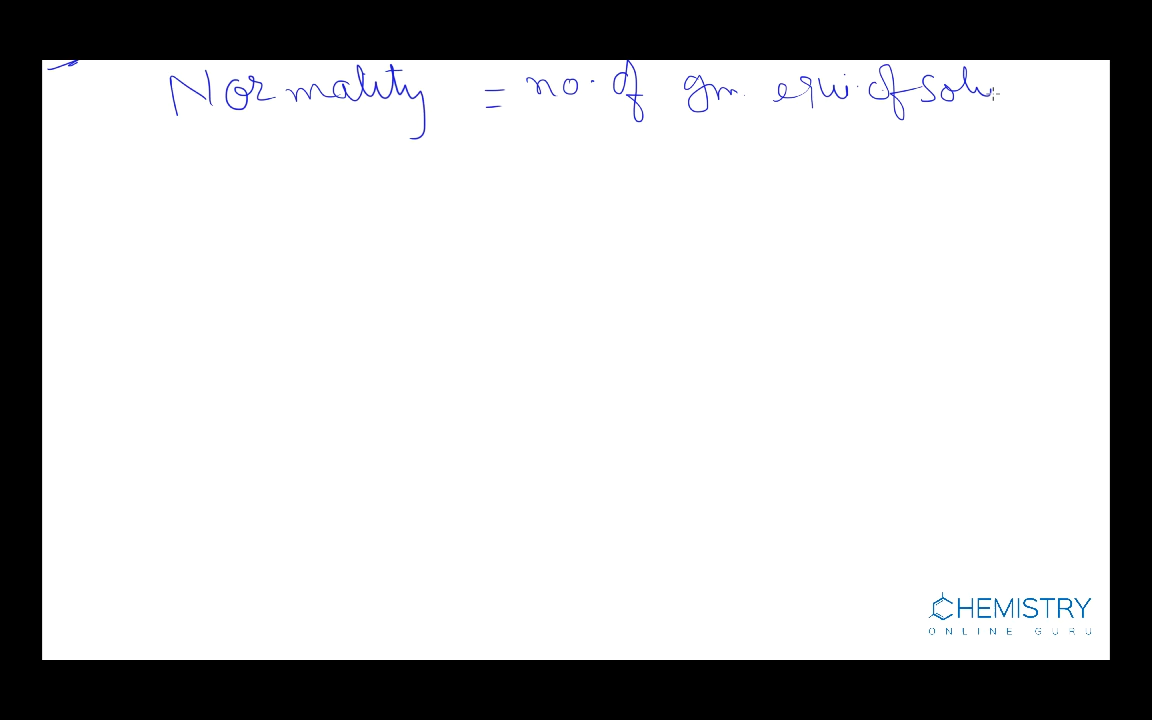 Normality = no. of gm. equi. of solu
CHEMISTRY
ONLINE GURU